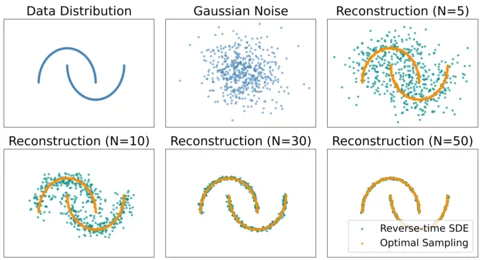 Data Distribution
Gaussian Noise
Reconstruction (N=5)
Reconstruction (N=10)
Reconstruction (N=30)
Reconstruction (N=50)
Reverse-time SDE
Optimal Sampling